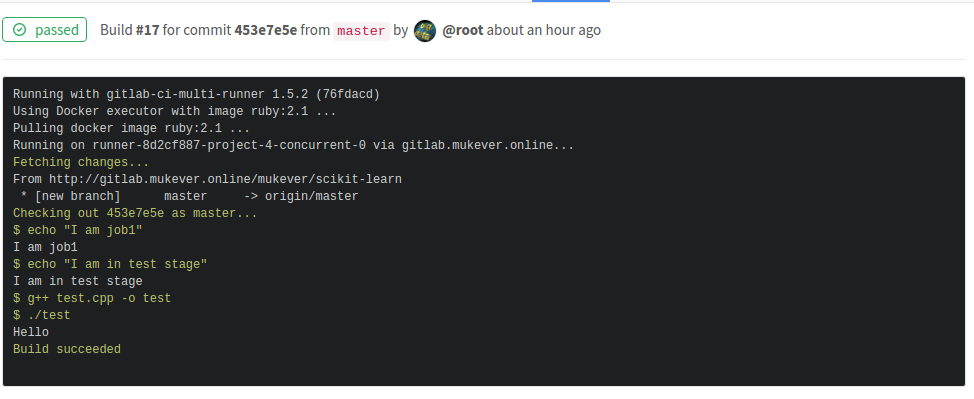 passed Build #17 for commit 453e7e5e from master by @root about an hour ago
Running with gitlab-ci-multi-runner 1.5.2 (76fdacd)
Using Docker executor with image ruby:2.1 ...
Pulling docker image ruby:2.1 ...
Running on runner-8d2cf887-project-4-concurrent-0 via gitlab.mukever.online...
Fetching changes...
From http://gitlab.mukever.online/mukever/scikit-learn
 * [new branch]      master     -> origin/master
Checking out 453e7e5e as master...
$ echo "I am job1"
I am job1
$ echo "I am in test stage"
I am in test stage
$ g++ test.cpp -o test
$ ./test
Hello
Build succeeded